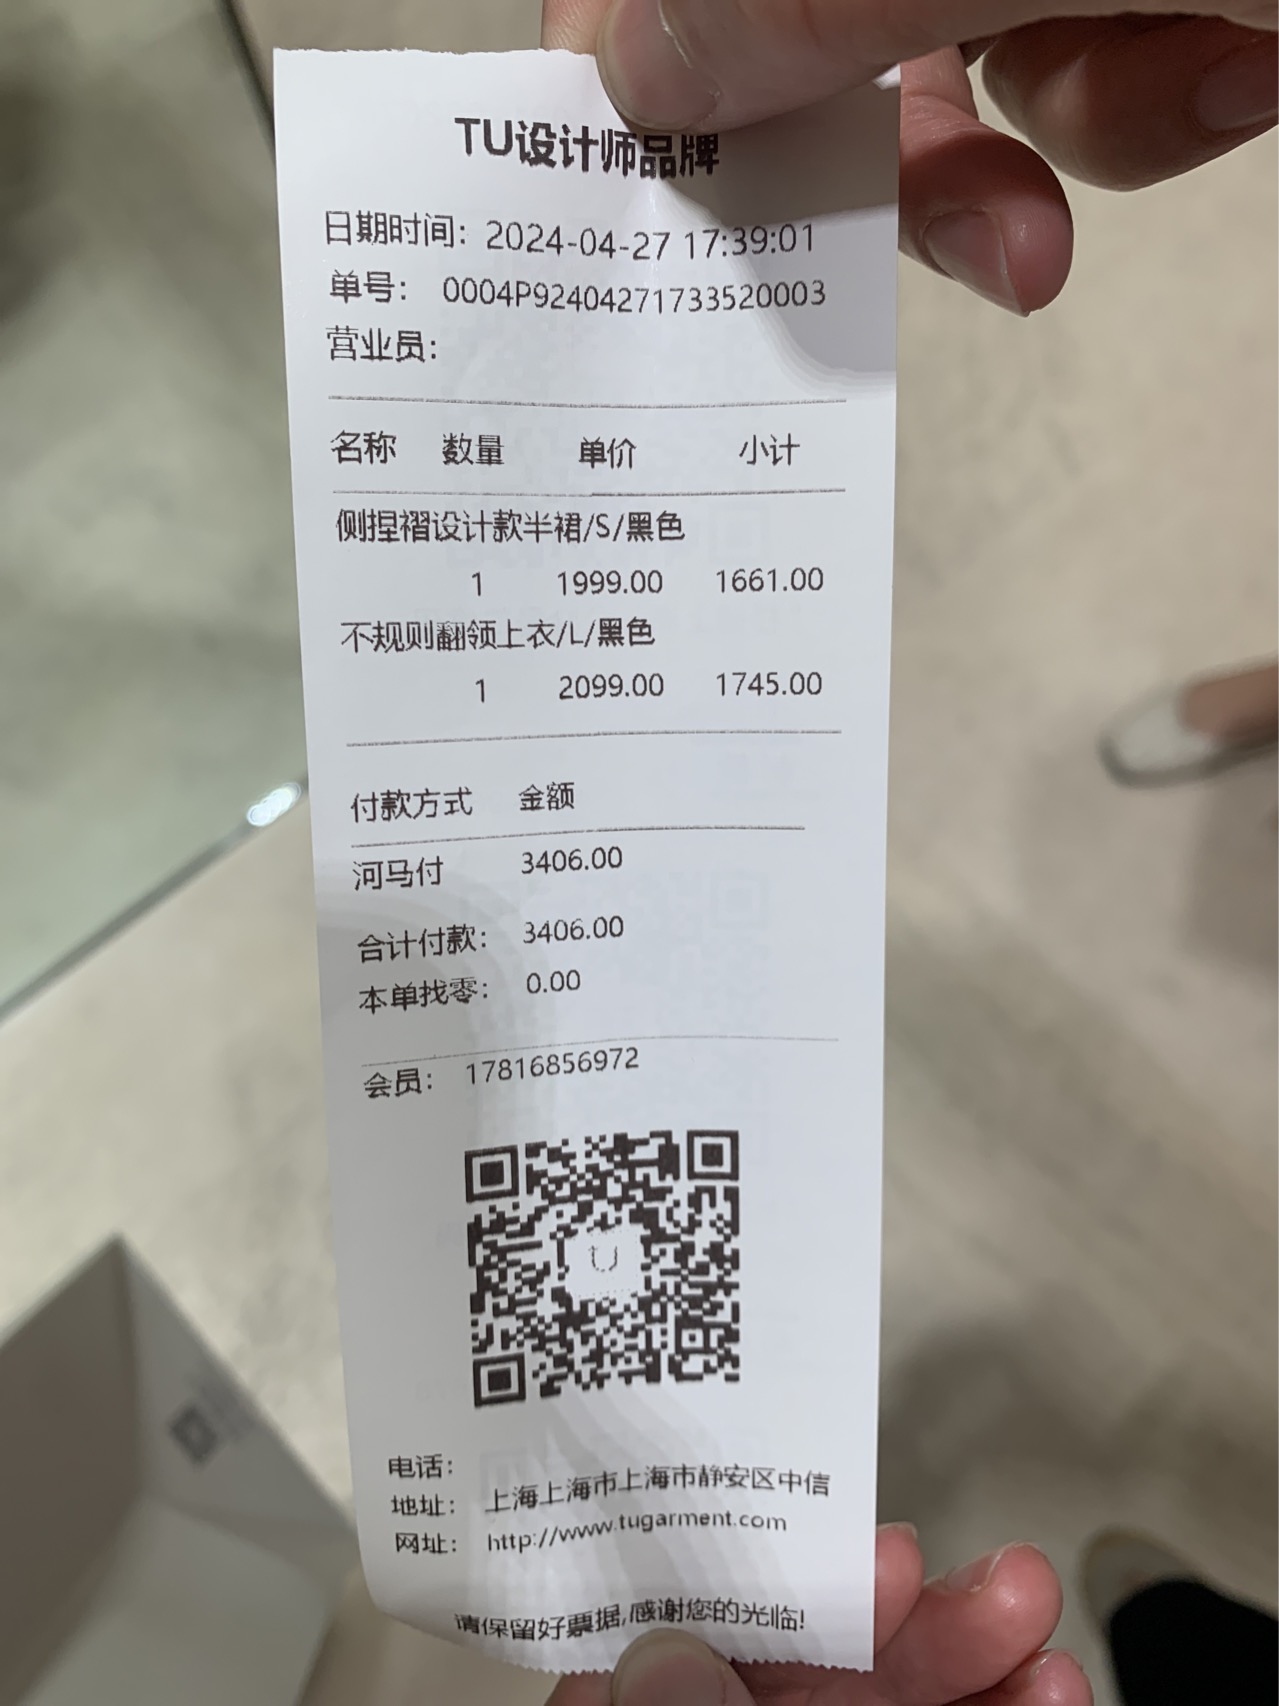 TU设计师品牌
日期时间: 2024-04-27 17:39:01
单号: 0004P92404271733520003
营业员:
名称 数量 单价 小计
侧捏褶设计款半裙/S/黑色
1 1999.00 1661.00
不规则翻领上衣/L/黑色
1 2099.00 1745.00
付款方式 金额
河马付 3406.00
合计付款: 3406.00
本单找零: 0.00
会员: 17816856972
U
电话:
地址: 上海上海市上海市静安区中信
网址: http://www.tugarment.com
请保留好票据,感谢您的光临!